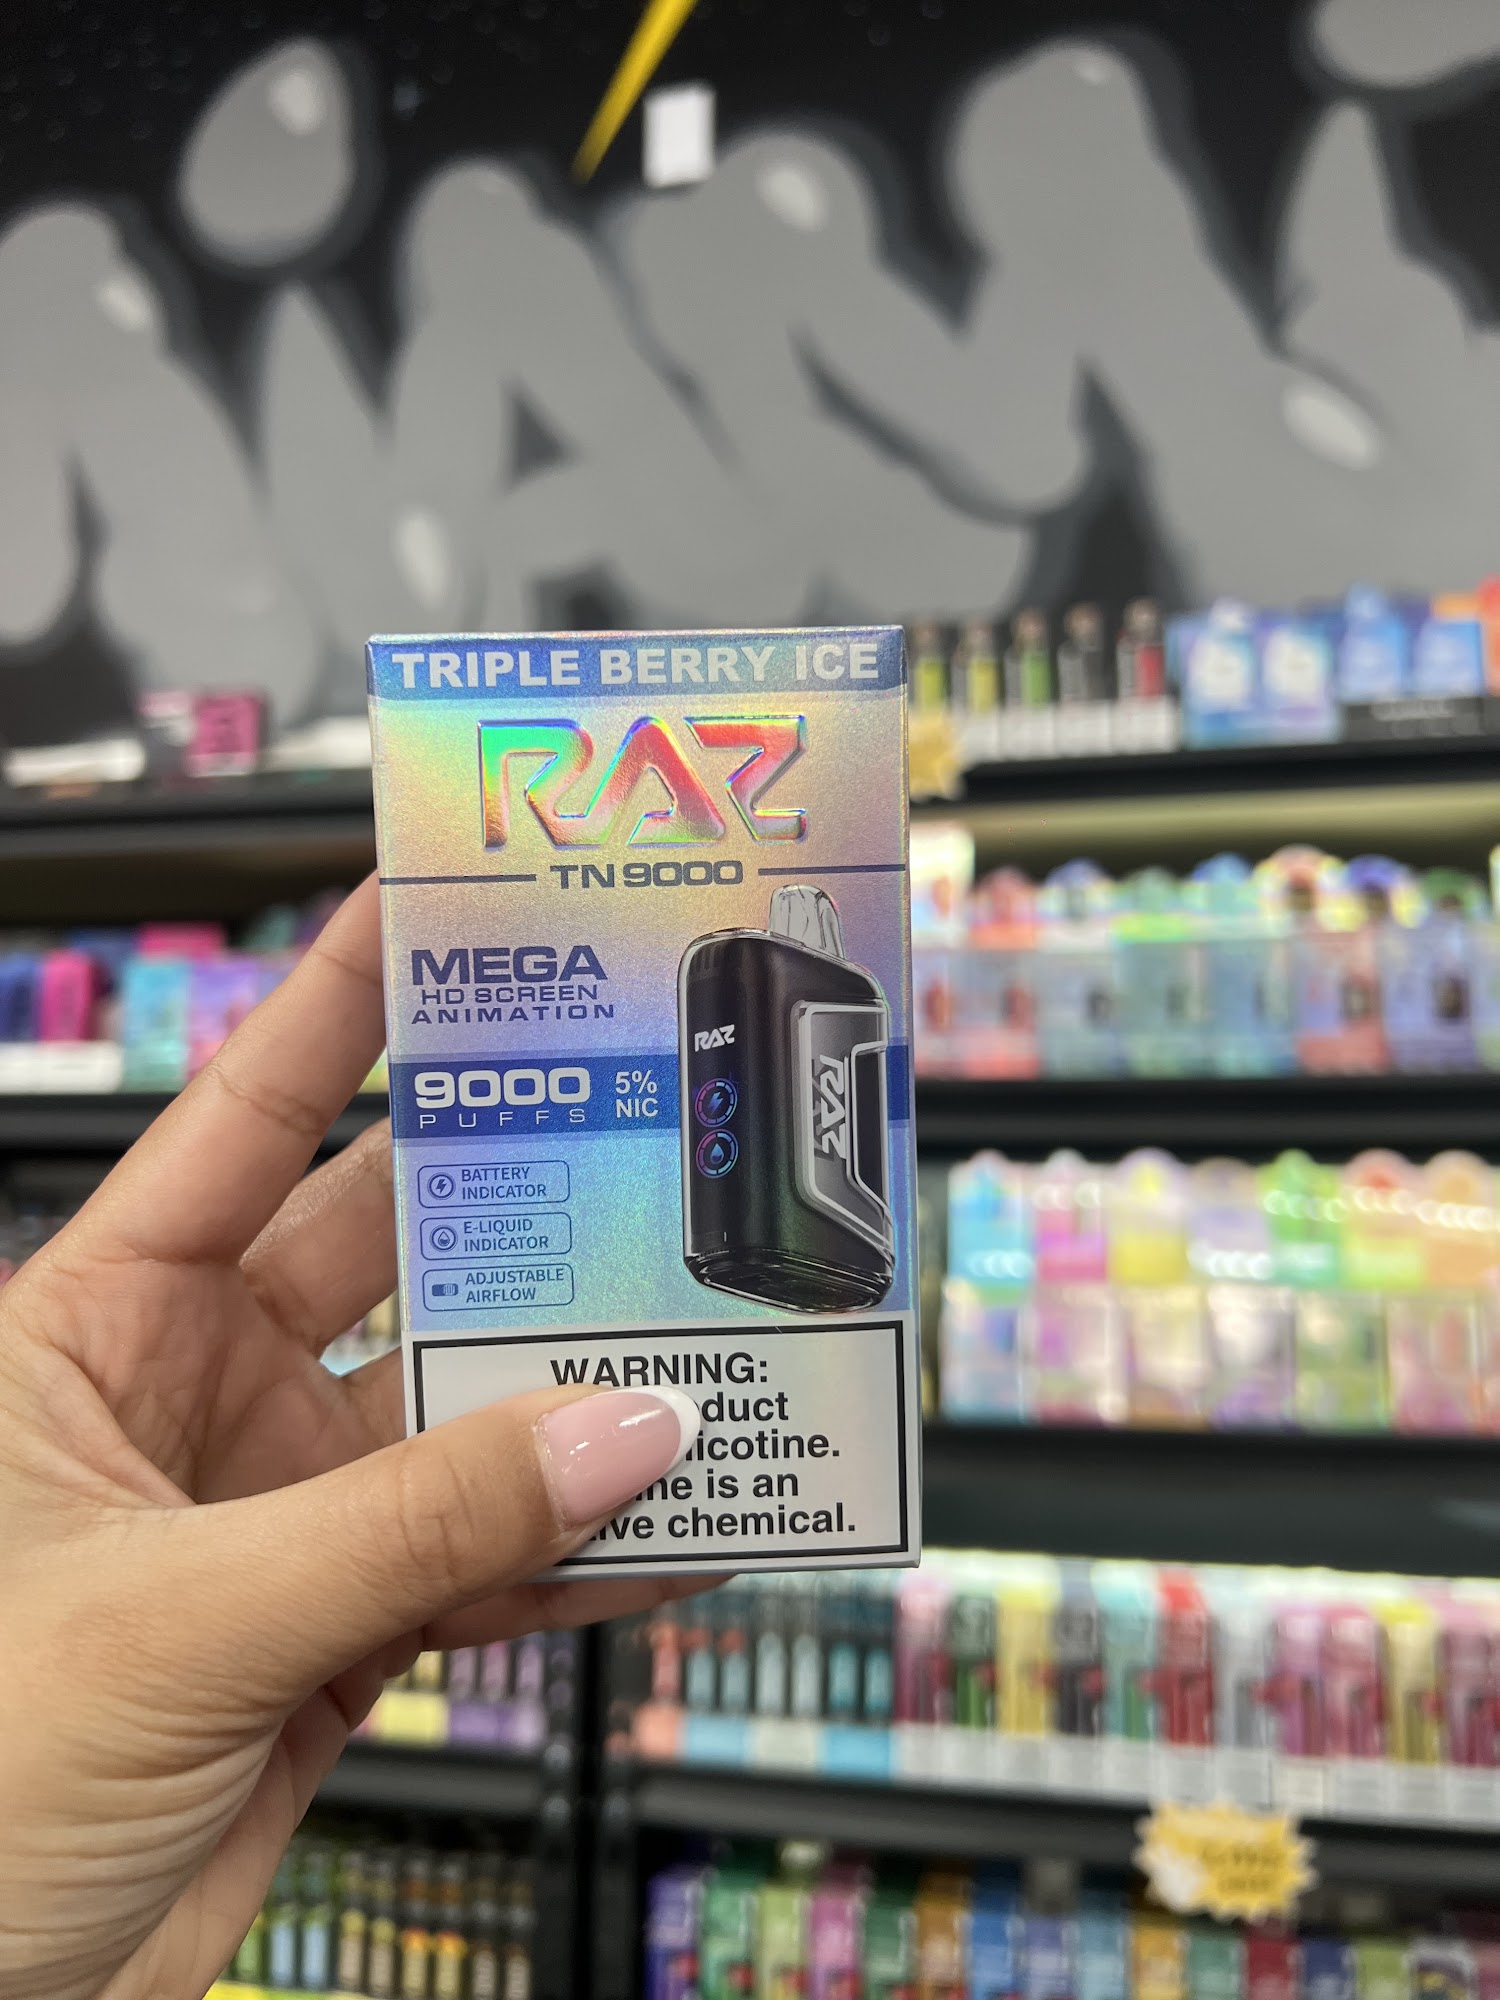 TRIPLE BERRY ICE
RAZ
TN 9000
MEGA
HD SCREEN
ANIMATION
9000
PUFFS
5%
NIC
RAZ
RAZ
BATTERY
INDICATOR
E-LIQUID
INDICATOR
ADJUSTABLE
AIRFLOW
WARNING:
duct
icotine.
ne is an
ive chemical.